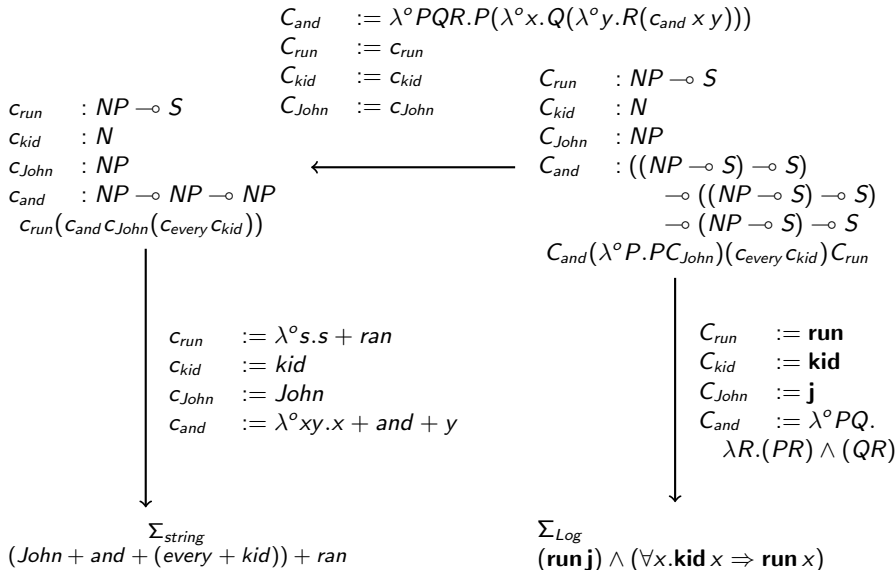 C_and := λ°PQR.P(λ°x.Q(λ°y.R(c_and x y)))
C_run := c_run
C_kid := c_kid
C_John := c_John
c_run : NP ⊸ S
c_kid : N
c_John : NP
c_and : NP ⊸ NP ⊸ NP
c_run(c_and c_John(c_every c_kid))
C_run : NP ⊸ S
C_kid : N
C_John : NP
C_and : ((NP ⊸ S) ⊸ S)
⊸ ((NP ⊸ S) ⊸ S)
⊸ (NP ⊸ S) ⊸ S
C_and(λ°P.PC_John)(c_every c_kid)C_run
c_run := λ°s.s + ran
c_kid := kid
c_John := John
c_and := λ°xy.x + and + y
C_run := run
C_kid := kid
C_John := j
C_and := λ°PQ.
λR.(PR) ∧ (QR)
Σ_string
(John + and + (every + kid)) + ran
Σ_Log
(run j) ∧ (∀x.kid x ⇒ run x)